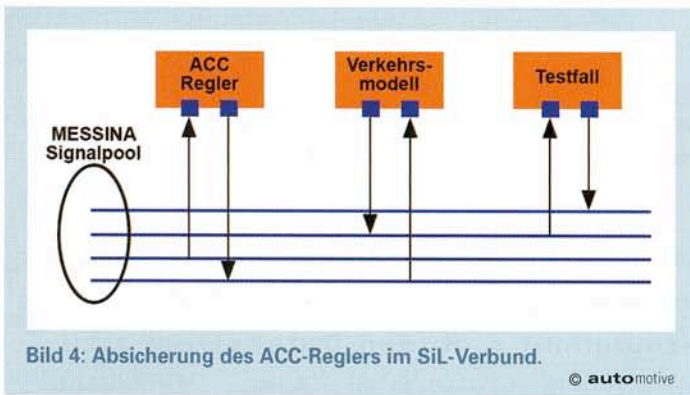 ACC
Regler
Verkehrs-
modell
Testfall
MESSINA
Signalpool
Bild 4: Absicherung des ACC-Reglers im SiL-Verbund.
© automotive